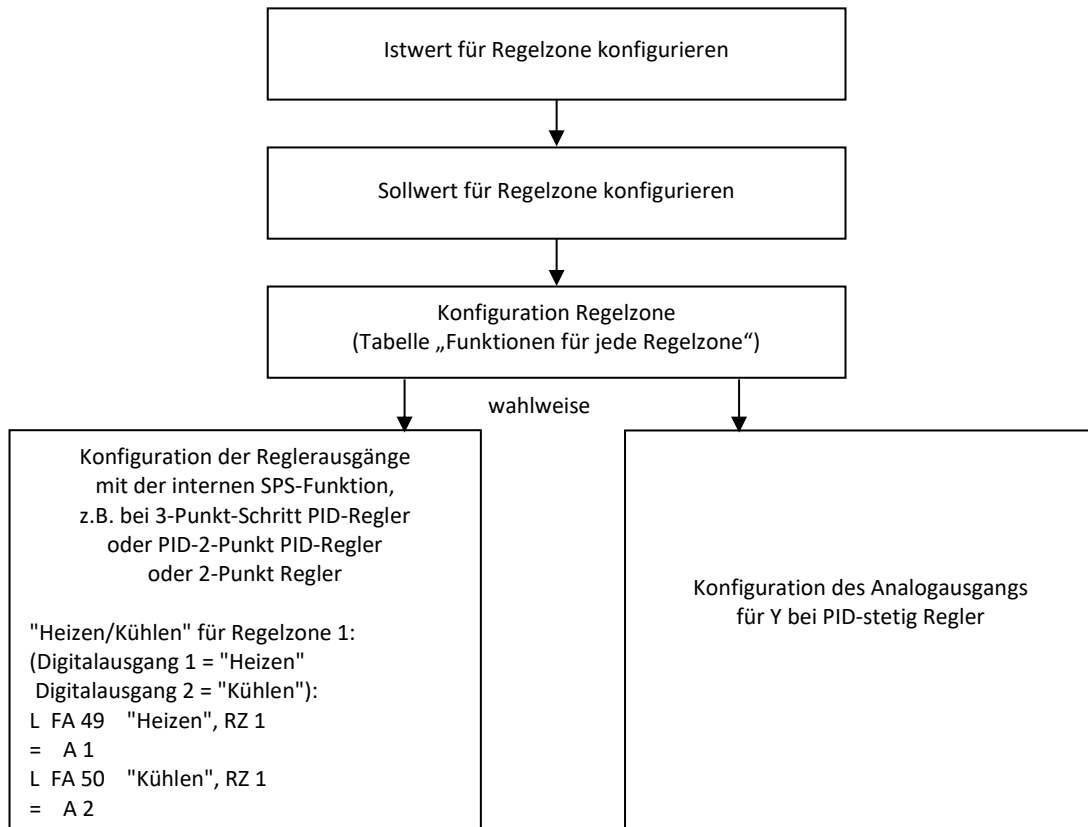 Istwert für Regelzone konfigurieren
Sollwert für Regelzone konfigurieren
Konfiguration Regelzone
(Tabelle „Funktionen für jede Regelzone“)
wahlweise
Konfiguration der Reglerausgänge
mit der internen SPS-Funktion,
z.B. bei 3-Punkt-Schritt PID-Regler
oder PID-2-Punkt PID-Regler
oder 2-Punkt Regler
"Heizen/Kühlen" für Regelzone 1:
(Digitalausgang 1 = "Heizen"
Digitalausgang 2 = "Kühlen"):
L FA 49 "Heizen", RZ 1
= A 1
L FA 50 "Kühlen", RZ 1
= A 2
Konfiguration des Analogausgangs
für Y bei PID-stetig Regler